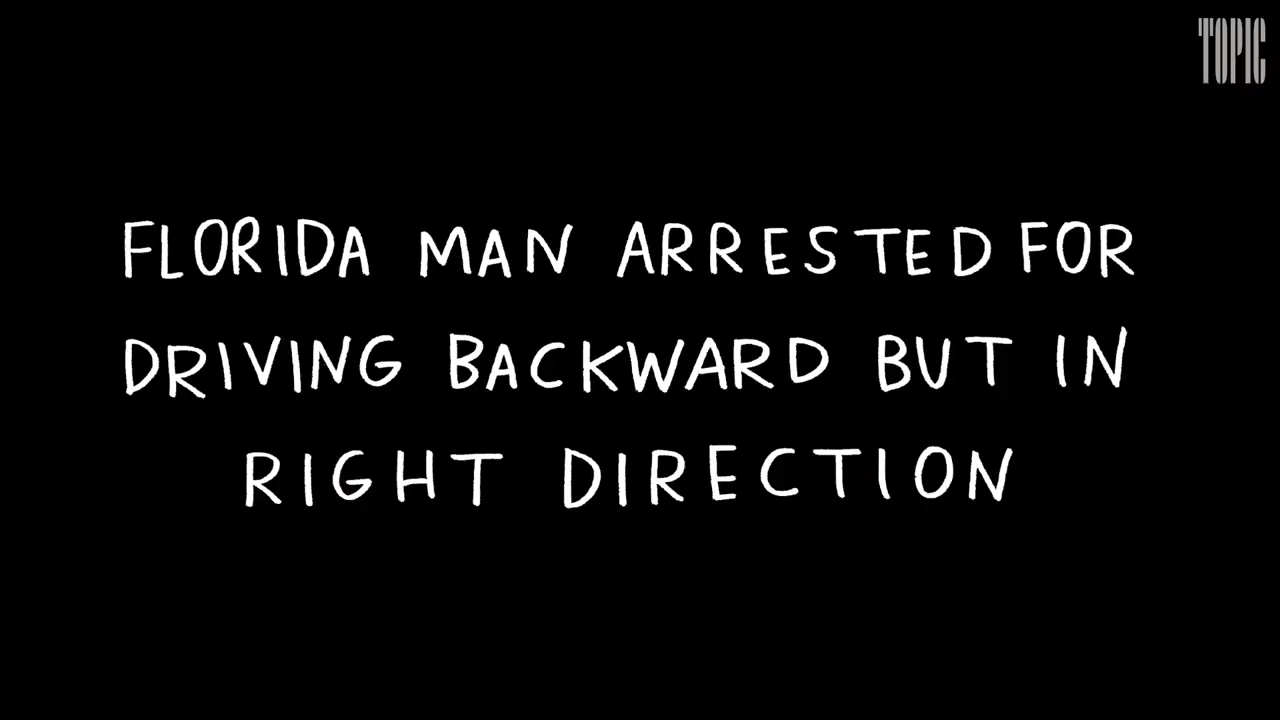 TOPIC
FLORIDA MAN ARRESTED FOR
DRIVING BACKWARD BUT IN
RIGHT DIRECTION